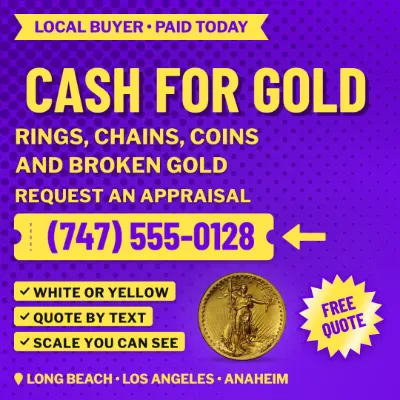 LOCAL BUYER • PAID TODAY
CASH FOR GOLD
RINGS, CHAINS, COINS
AND BROKEN GOLD
REQUEST AN APPRAISAL
(747) 555-0128
WHITE OR YELLOW
QUOTE BY TEXT
SCALE YOU CAN SEE
FREE
QUOTE
LONG BEACH • LOS ANGELES • ANAHEIM